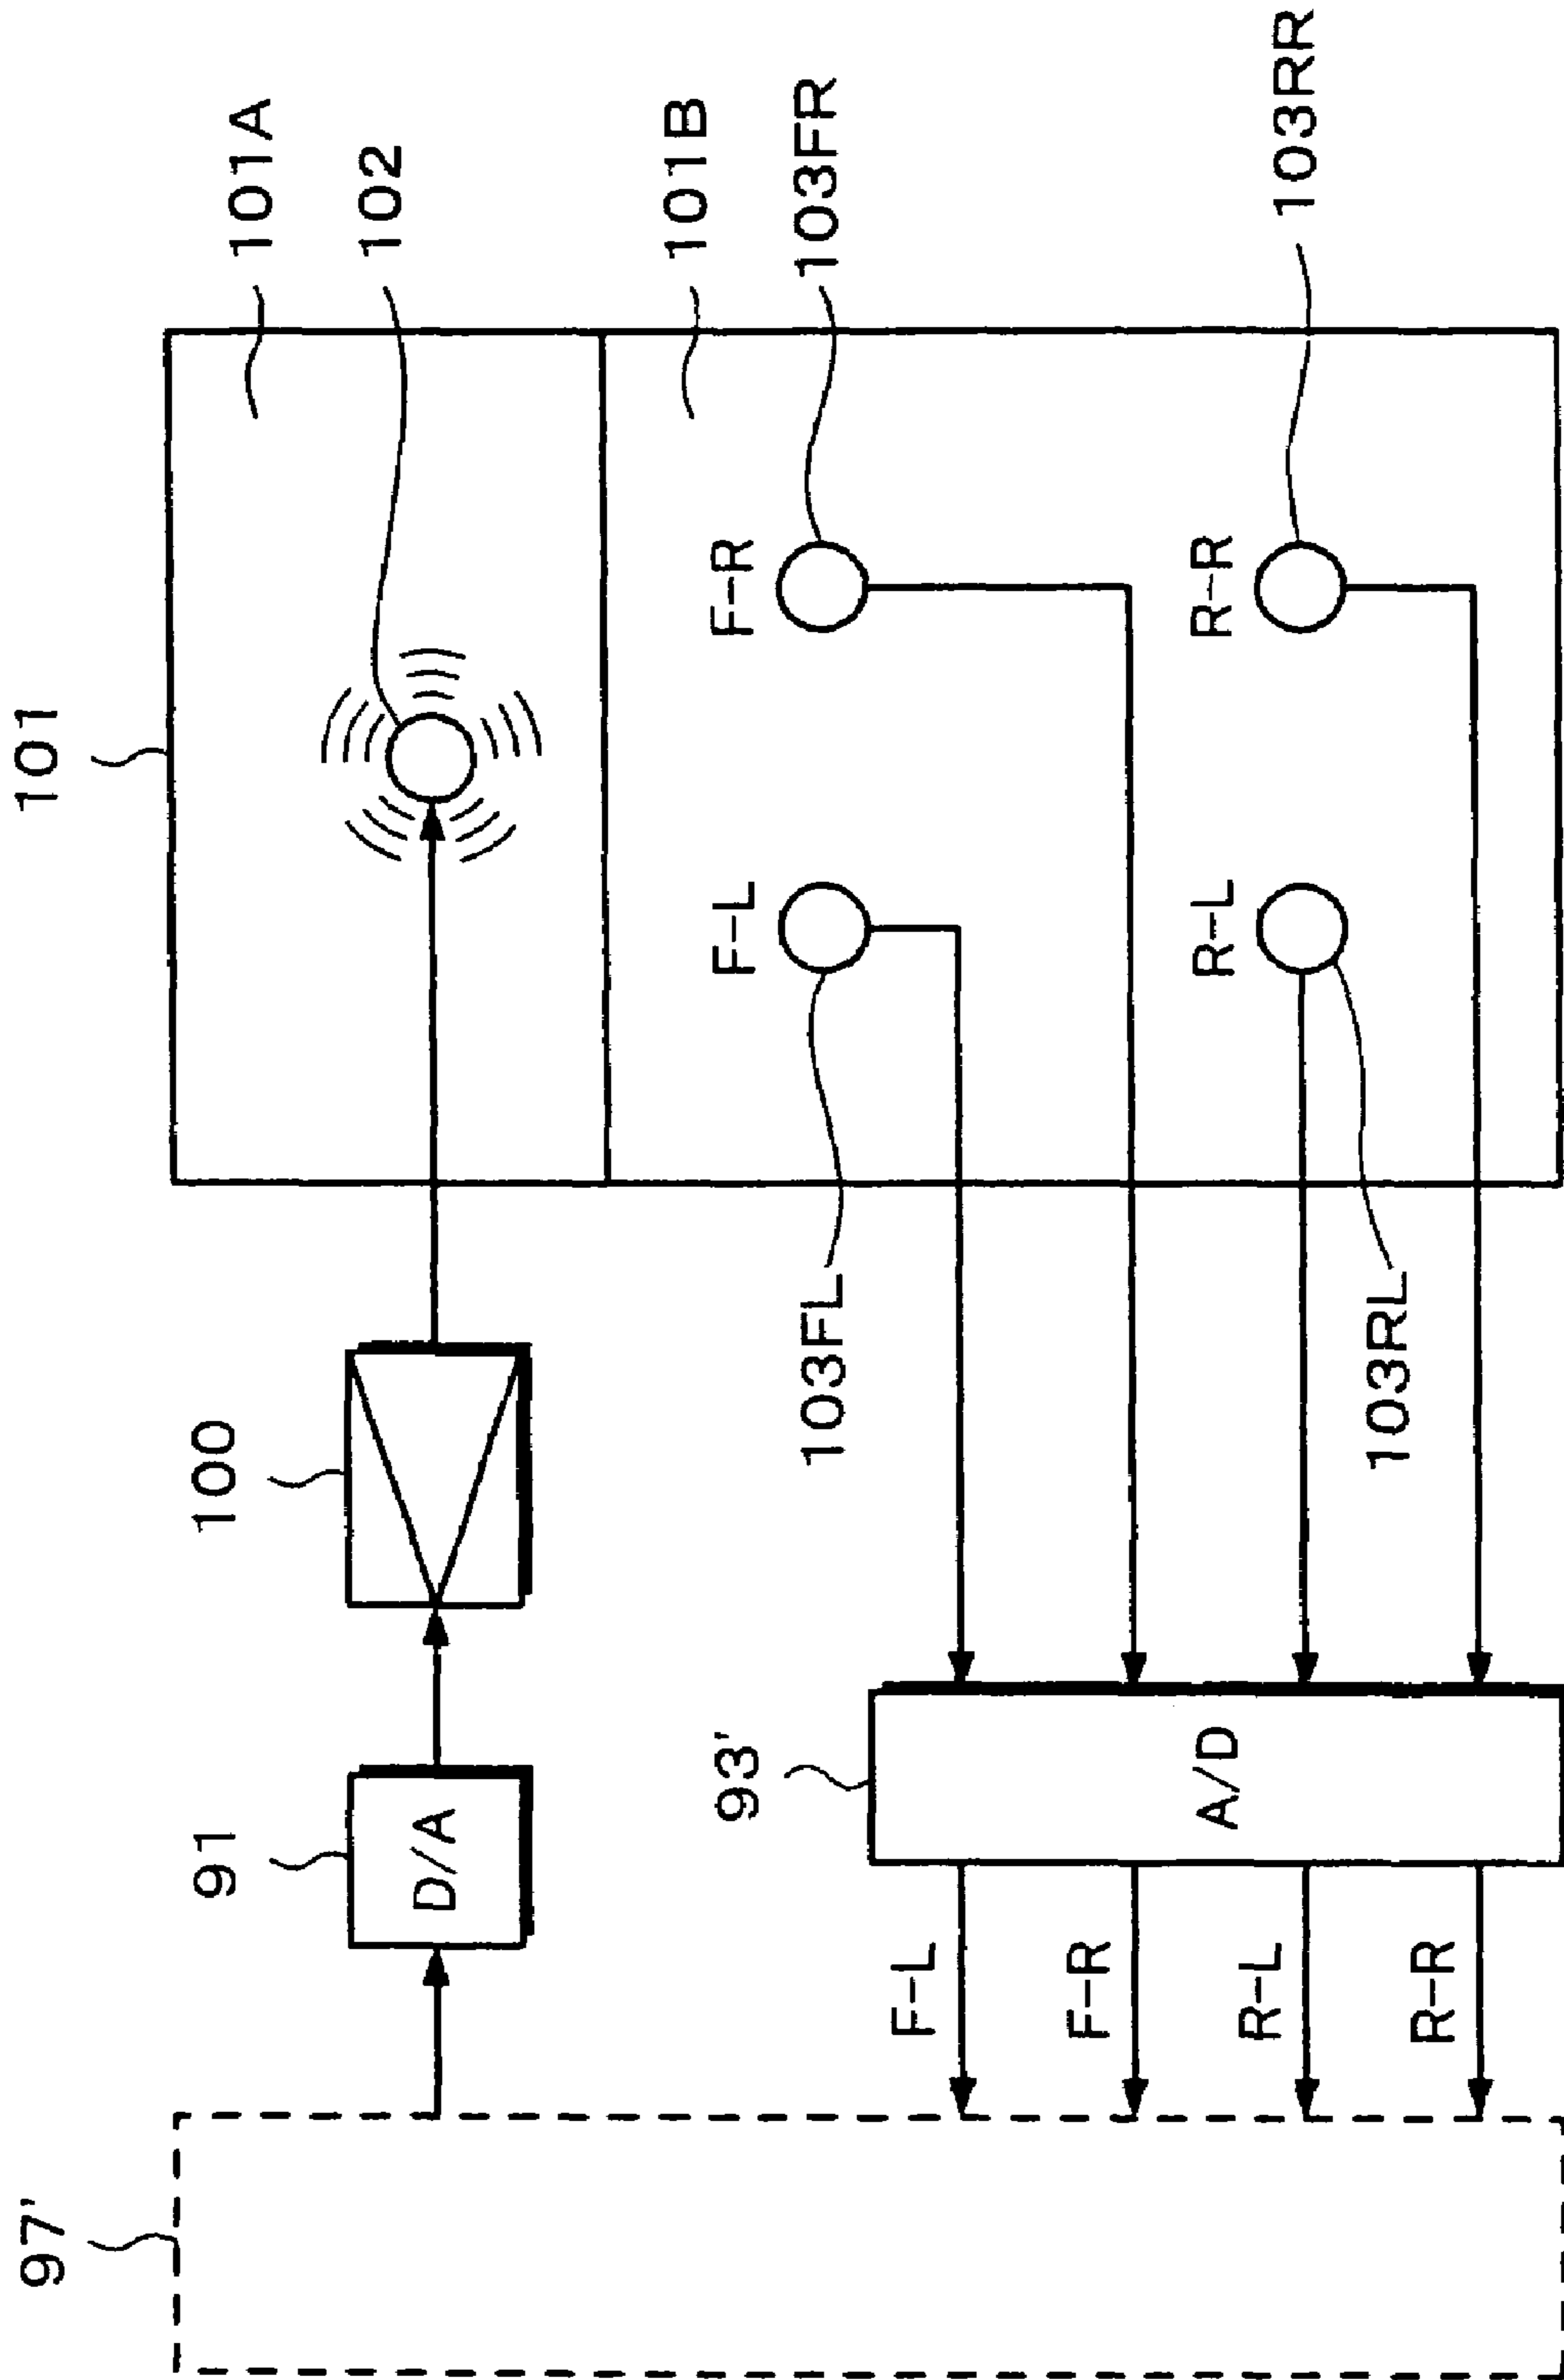 101
101A
102
101B
103FR
103RR
F-R
R-R
F-L
R-L
103FL
103RL
100
91
D/A
93'
A/D
F-L
F-R
R-L
R-R
97'